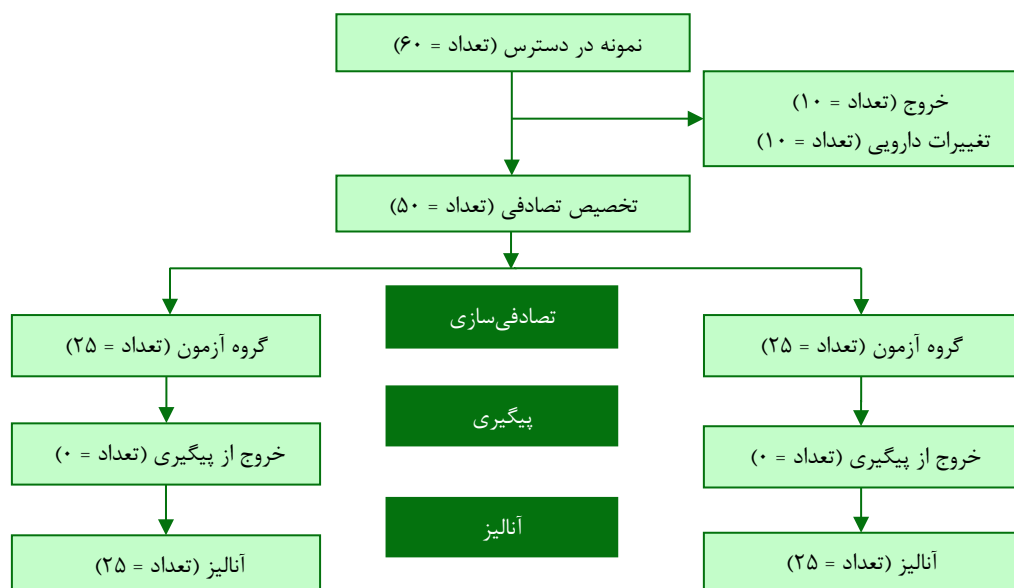 نمونه در دسترس (تعداد = ۶۰)
خروج (تعداد = ۱۰)
تغییرات دارویی (تعداد = ۱۰)
تخصیص تصادفی (تعداد = ۵۰)
تصادفی‌سازی
گروه آزمون (تعداد = ۲۵)
گروه آزمون (تعداد = ۲۵)
پیگیری
خروج از پیگیری (تعداد = ۰)
خروج از پیگیری (تعداد = ۰)
آنالیز
آنالیز (تعداد = ۲۵)
آنالیز (تعداد = ۲۵)